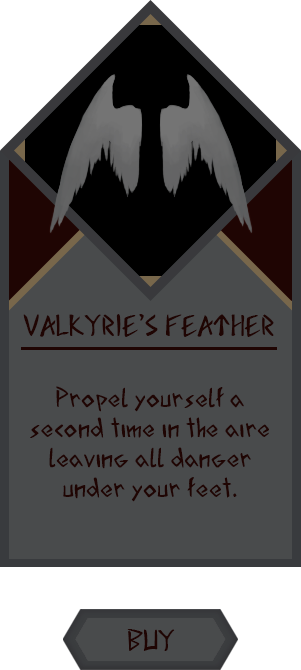 VALKYRIE'S FEATHER
Propel yourself a
second time in the aire
leaving all danger
under your feet.
BUY